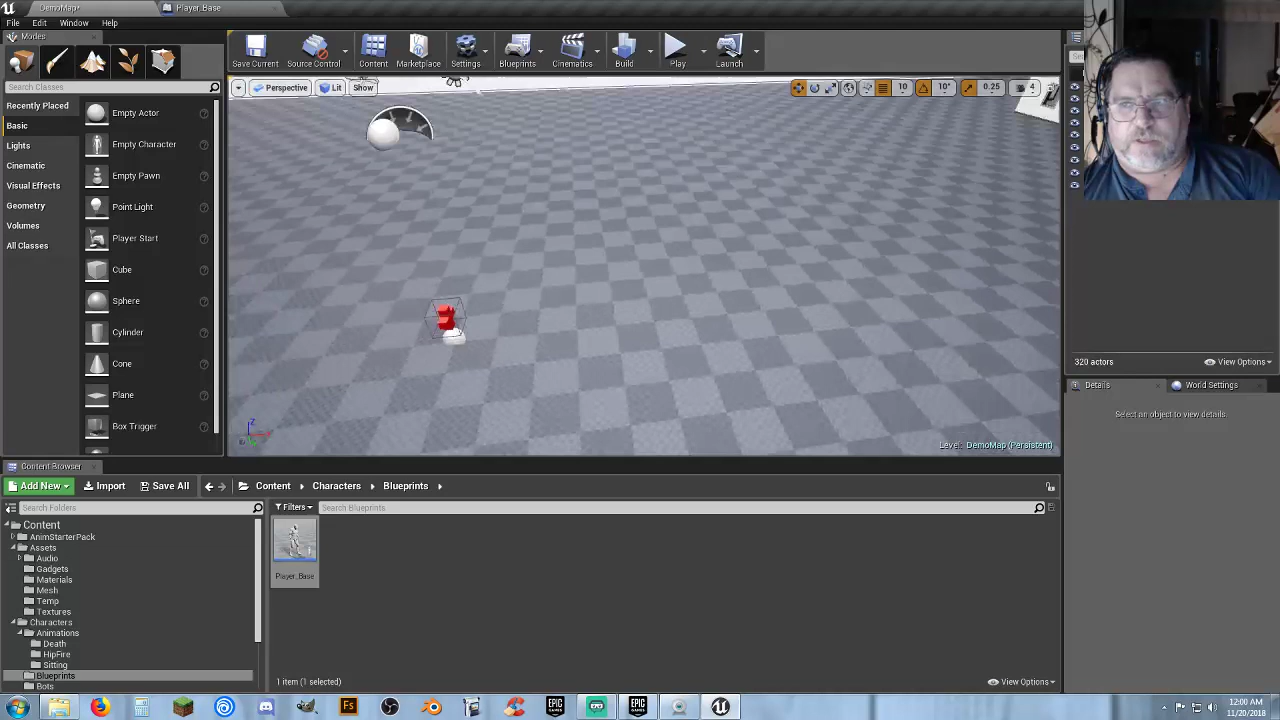 DemoMap*
Player_Base
File Edit Window Help
Modes
Search Classes
Recently Placed
Basic
Lights
Cinematic
Visual Effects
Geometry
Volumes
All Classes
Empty Actor
Empty Character
Empty Pawn
Point Light
Player Start
Cube
Sphere
Cylinder
Cone
Plane
Box Trigger
Save Current
Source Control
Content
Marketplace
Settings
Blueprints
Cinematics
Build
Play
Launch
Perspective Lit Show
10 10° 0.25 4
Level: DemoMap (Persistent)
320 actors
View Options
Details
World Settings
Select an object to view details.
Content Browser
Add New Import Save All Content Characters Blueprints
Search Folders
Filters Search Blueprints
Content
AnimStarterPack
Assets
Audio
Gadgets
Materials
Mesh
Temp
Textures
Characters
Animations
Death
HipFire
Sitting
Blueprints
Bots
Player_Base
1 item (1 selected)
View Options
Fs
EPIC GAMES
EPIC GAMES
12:00 AM
11/20/2018